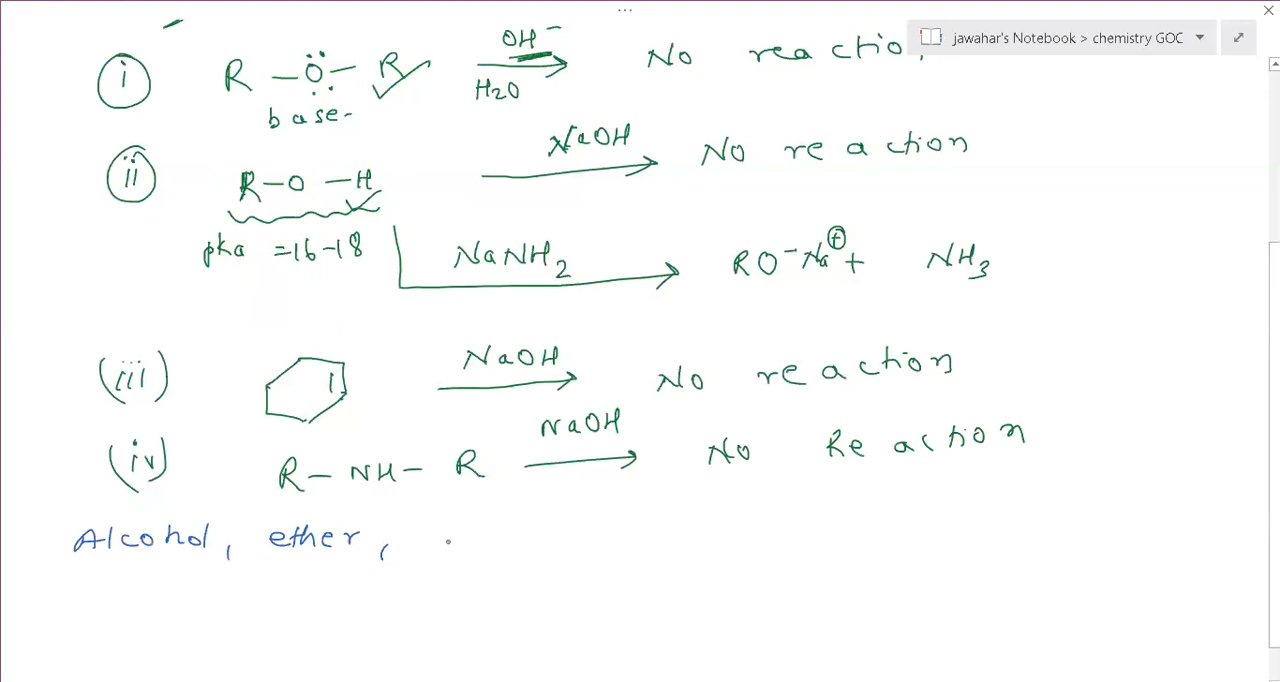 jawahar's Notebook > chemistry GOC
i R – O – R OH⁻ H2O No reaction
base-
ii R–O–H NaOH No reaction
pka =16-18 NaNH2 RO⁻Na⊕ + NH3
(iii) NaOH No reaction
(iv) R– NH– R NaOH No Reaction
Alcohol, ether,